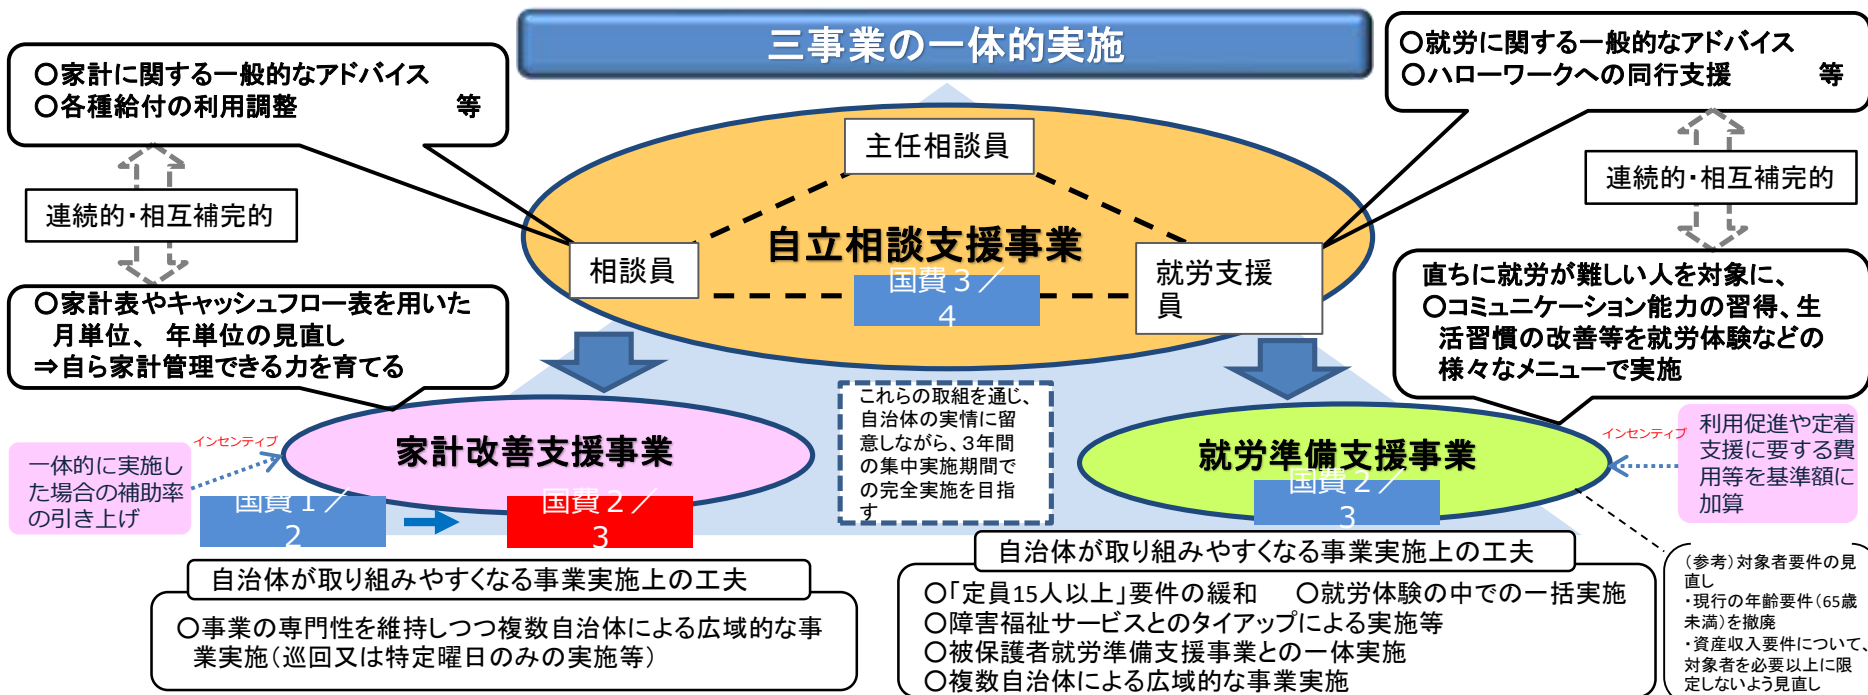 三事業の一体的実施
○家計に関する一般的なアドバイス
○各種給付の利用調整 等
○就労に関する一般的なアドバイス
○ハローワークへの同行支援 等
主任相談員
連続的・相互補完的
連続的・相互補完的
自立相談支援事業
相談員
就労支援
員
国費３／
４
○家計表やキャッシュフロー表を用いた
月単位、 年単位の見直し
⇒自ら家計管理できる力を育てる
直ちに就労が難しい人を対象に、
○コミュニケーション能力の習得、生
活習慣の改善等を就労体験などの
様々なメニューで実施
これらの取組を通じ、
自治体の実情に留
意しながら、３年間
の集中実施期間で
の完全実施を目指
す
家計改善支援事業
就労準備支援事業
インセンティブ
一体的に実施し
た場合の補助率
の引き上げ
国費１／
２
国費２／
３
国費２／
３
インセンティブ
利用促進や定着
支援に要する費
用等を基準額に
加算
自治体が取り組みやすくなる事業実施上の工夫
○事業の専門性を維持しつつ複数自治体による広域的な事
業実施（巡回又は特定曜日のみの実施等）
自治体が取り組みやすくなる事業実施上の工夫
○「定員15人以上」要件の緩和 ○就労体験の中での一括実施
○障害福祉サービスとのタイアップによる実施等
○被保護者就労準備支援事業との一体実施
○複数自治体による広域的な事業実施
（参考）対象者要件の見
直し
・現行の年齢要件（65歳
未満）を撤廃
・資産収入要件について、
対象者を必要以上に限
定しないよう見直し